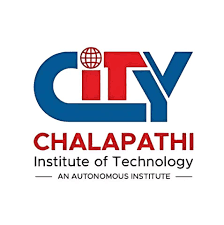 CiTY
CHALAPATHI
Institute of Technology
AN AUTONOMOUS INSTITUTE